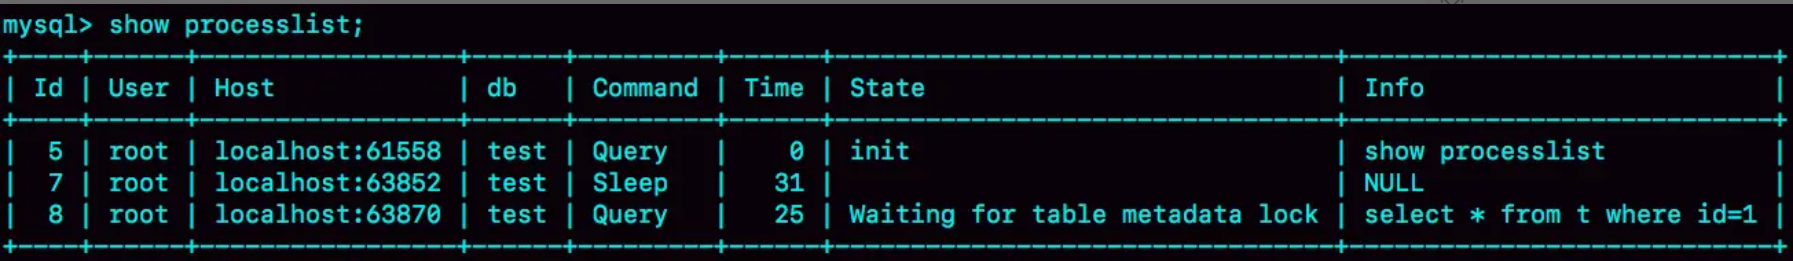 mysql> show processlist;
+----+------+-----------------+------+---------+------+---------------------------------+----------------------------+
| Id | User | Host            | db   | Command | Time | State                           | Info                       |
+----+------+-----------------+------+---------+------+---------------------------------+----------------------------+
|  5 | root | localhost:61558 | test | Query   |    0 | init                            | show processlist           |
|  7 | root | localhost:63852 | test | Sleep   |   31 |                                 | NULL                       |
|  8 | root | localhost:63870 | test | Query   |   25 | Waiting for table metadata lock | select * from t where id=1 |
+----+------+-----------------+------+---------+------+---------------------------------+----------------------------+